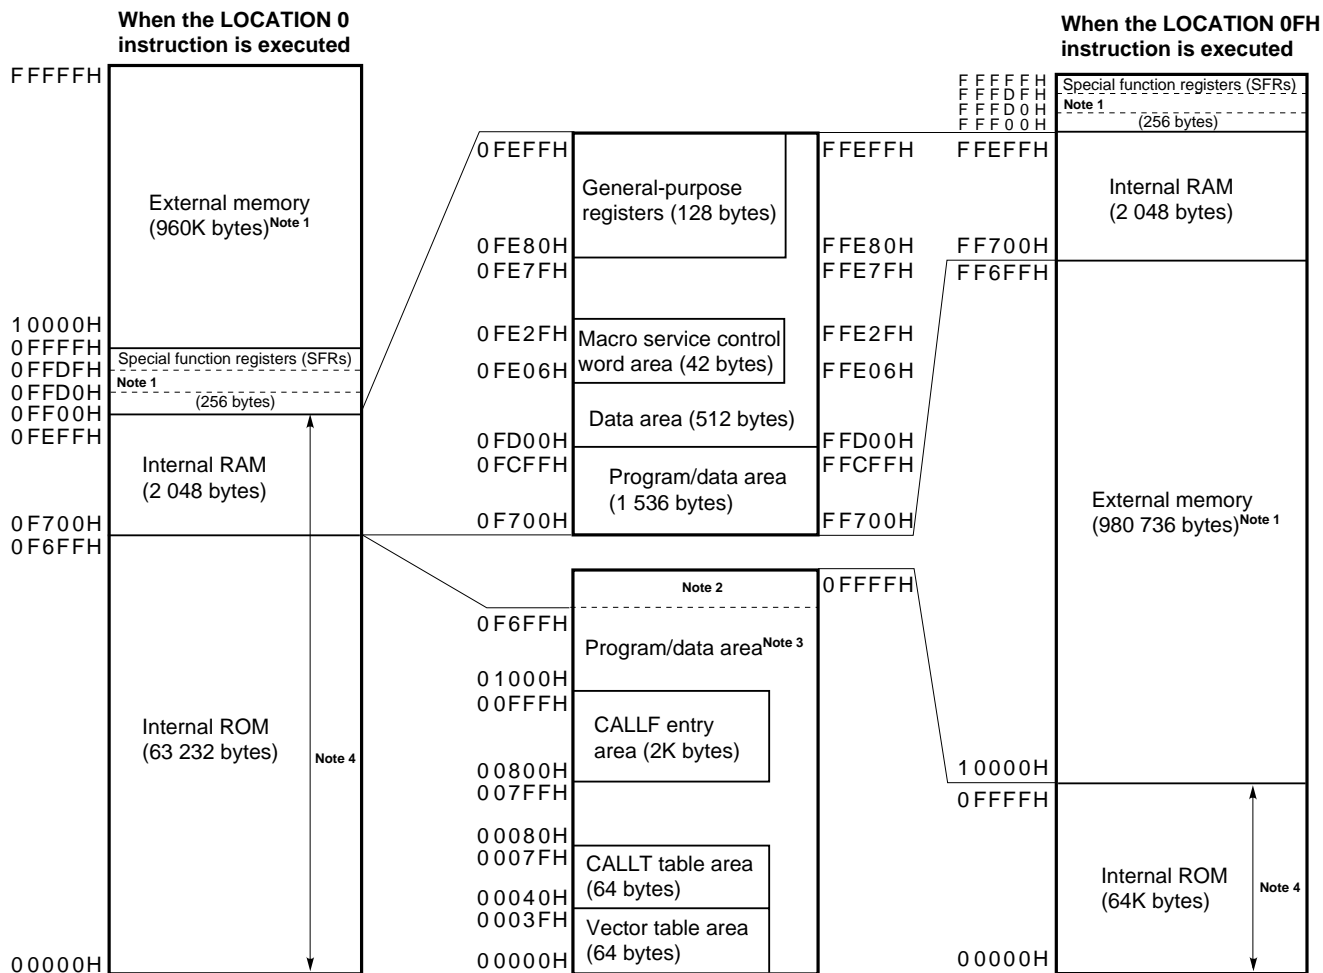 When the LOCATION 0
instruction is executed
FFFFFH
External memory
(960K bytes)Note 1
10000H
0FFFFH
Special function registers (SFRs)
0FFDFH
Note 1
0FFD0H
(256 bytes)
0FF00H
0FEFFH
Internal RAM
(2 048 bytes)
0F700H
0F6FFH
Internal ROM
(63 232 bytes)
Note 4
00000H
0FEFFH
FFEFFH
General-purpose
registers (128 bytes)
0FE80H
FFE80H
0FE7FH
FFE7FH
0FE2FH
FFE2FH
Macro service control
word area (42 bytes)
0FE06H
FFE06H
Data area (512 bytes)
0FD00H
FFD00H
0FCFFH
FFCFFH
Program/data area
(1 536 bytes)
0F700H
FF700H
Note 2
0FFFFH
0F6FFH
Program/data areaNote 3
01000H
00FFFH
CALLF entry
area (2K bytes)
00800H
007FFH
00080H
0007FH
CALLT table area
(64 bytes)
00040H
0003FH
Vector table area
(64 bytes)
00000H
When the LOCATION 0FH
instruction is executed
FFFFFH
Special function registers (SFRs)
FFFDFH
Note 1
FFFD0H
(256 bytes)
FFF00H
FFEFFH
Internal RAM
(2 048 bytes)
FF700H
FF6FFH
External memory
(980 736 bytes)Note 1
10000H
0FFFFH
Internal ROM
(64K bytes)
Note 4
00000H